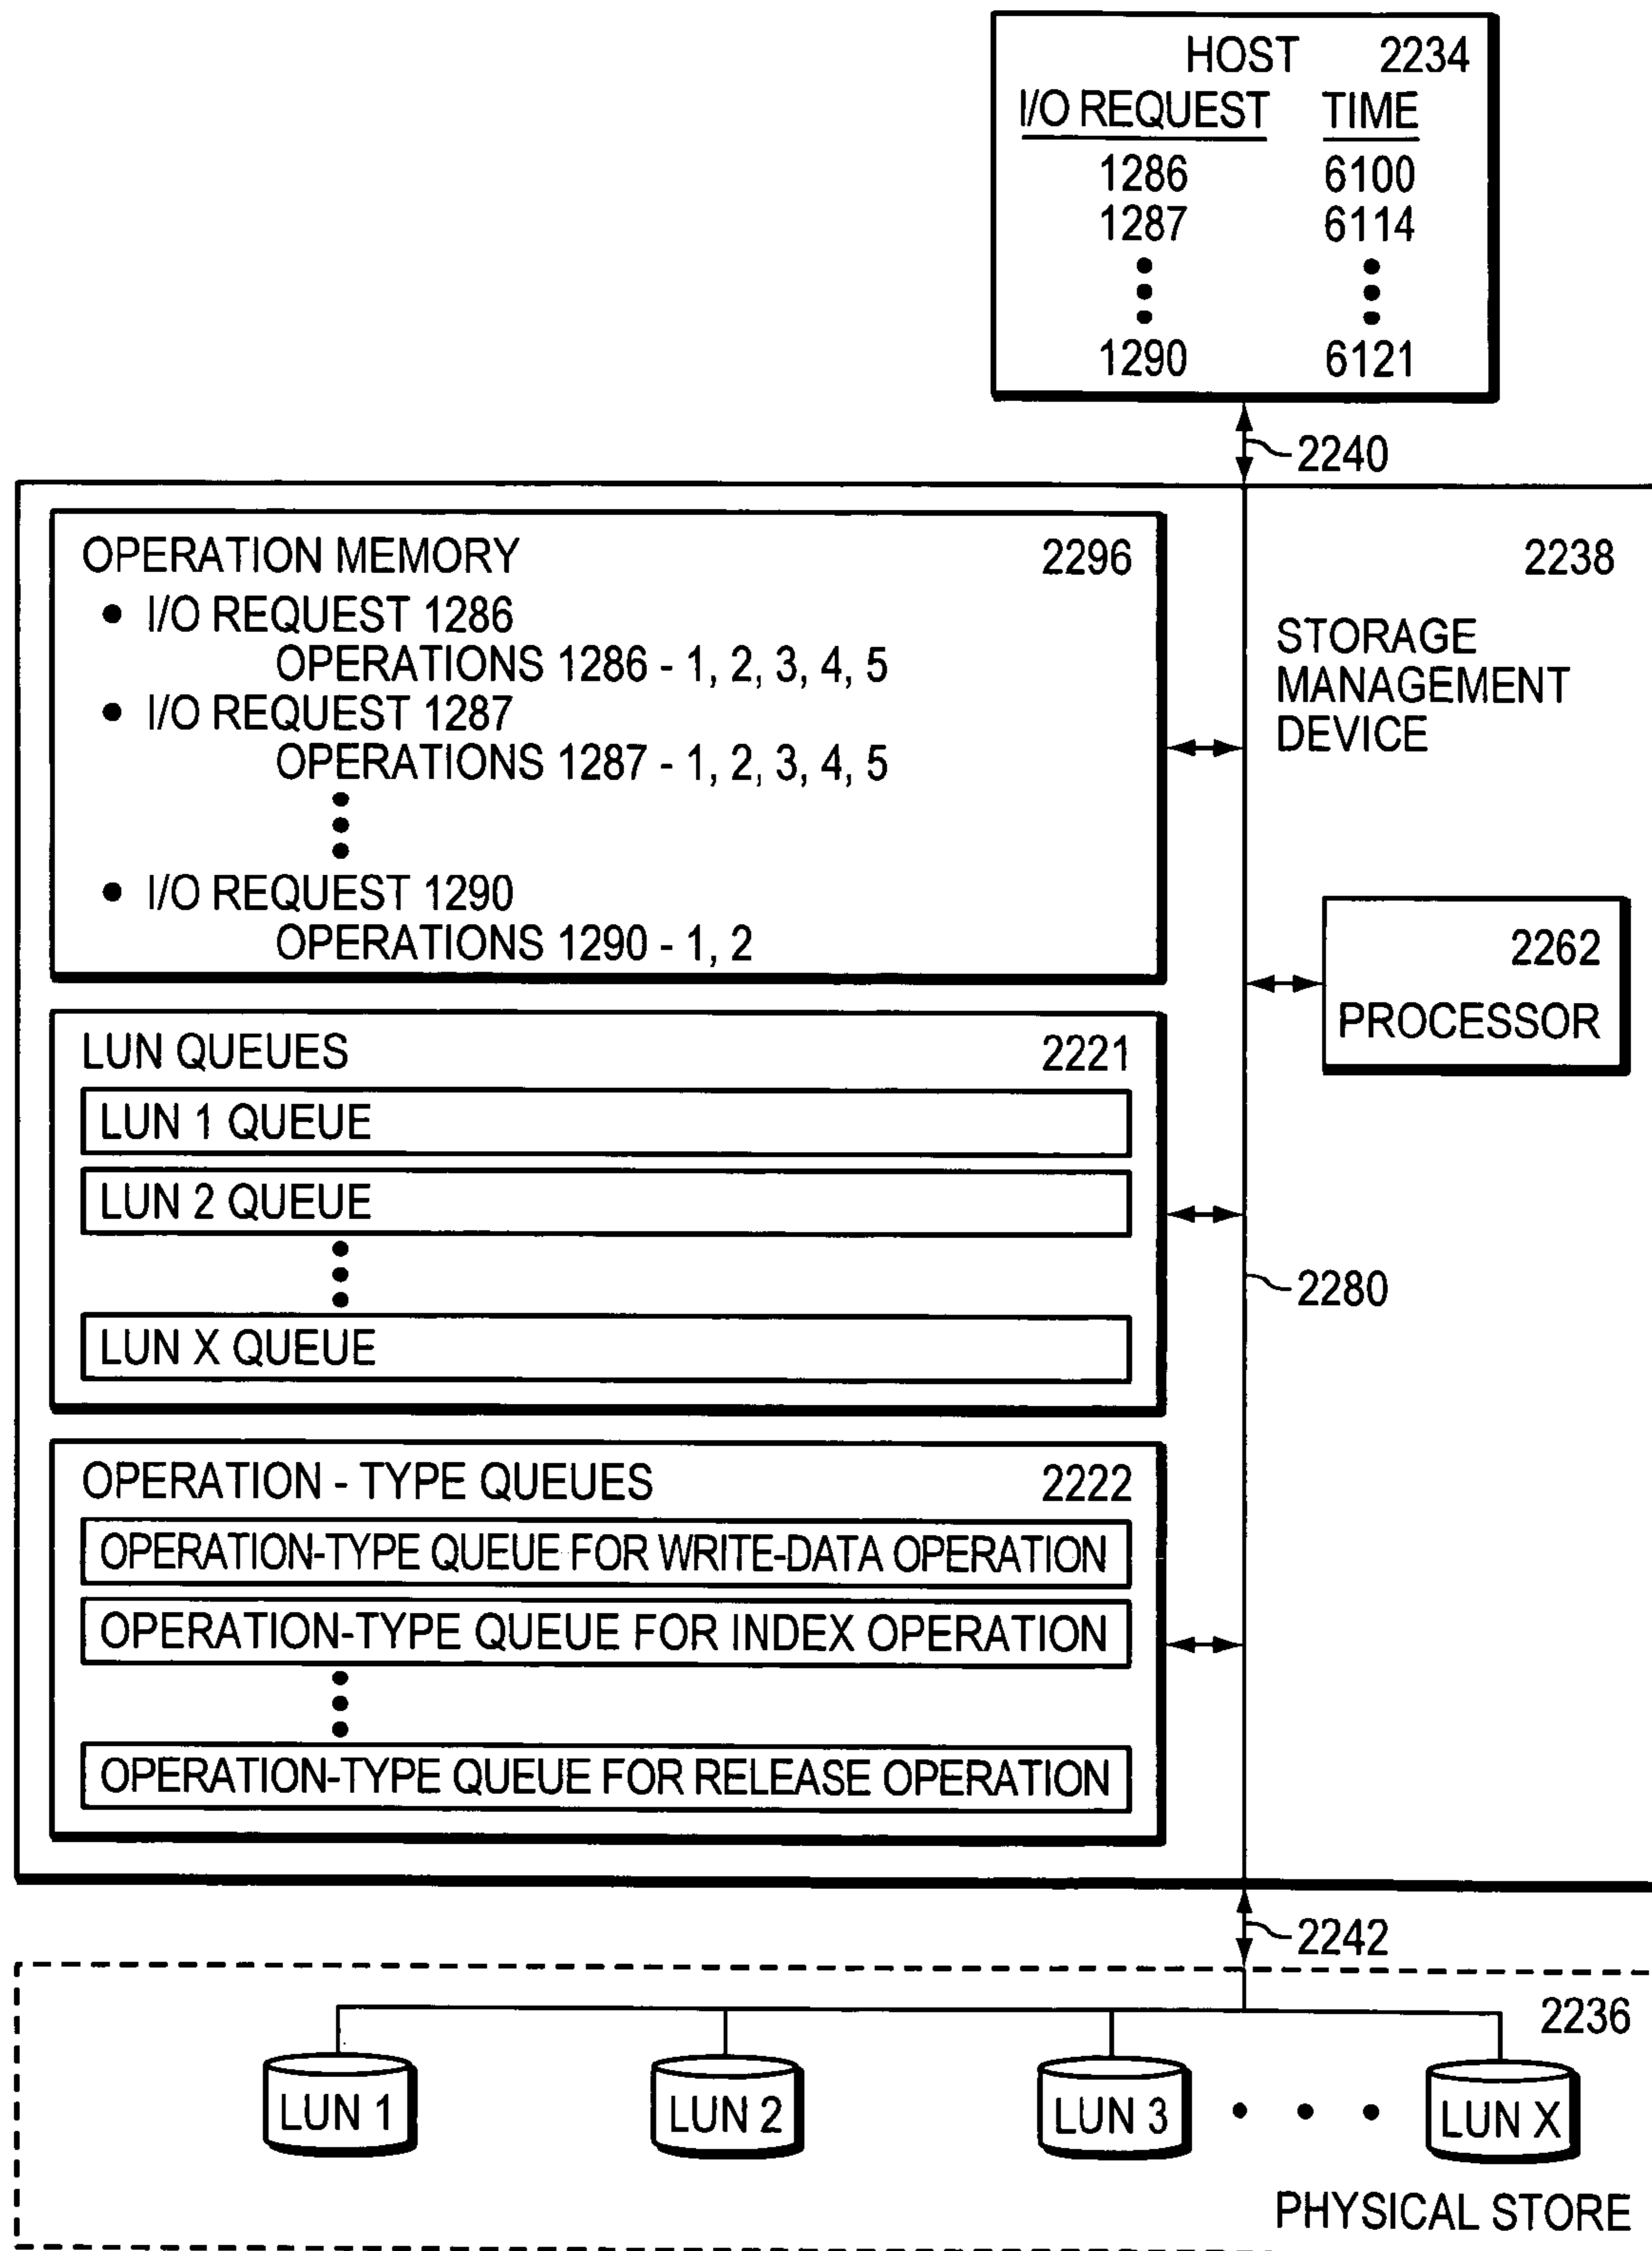 HOST 2234
I/O REQUEST TIME
1286 6100
1287 6114
1290 6121
2240
2238
STORAGE
MANAGEMENT
DEVICE
OPERATION MEMORY 2296
• I/O REQUEST 1286
OPERATIONS 1286 - 1, 2, 3, 4, 5
• I/O REQUEST 1287
OPERATIONS 1287 - 1, 2, 3, 4, 5
• I/O REQUEST 1290
OPERATIONS 1290 - 1, 2
2262
PROCESSOR
LUN QUEUES 2221
LUN 1 QUEUE
LUN 2 QUEUE
LUN X QUEUE
2280
OPERATION - TYPE QUEUES 2222
OPERATION-TYPE QUEUE FOR WRITE-DATA OPERATION
OPERATION-TYPE QUEUE FOR INDEX OPERATION
OPERATION-TYPE QUEUE FOR RELEASE OPERATION
2242
2236
LUN 1
LUN 2
LUN 3
LUN X
PHYSICAL STORE